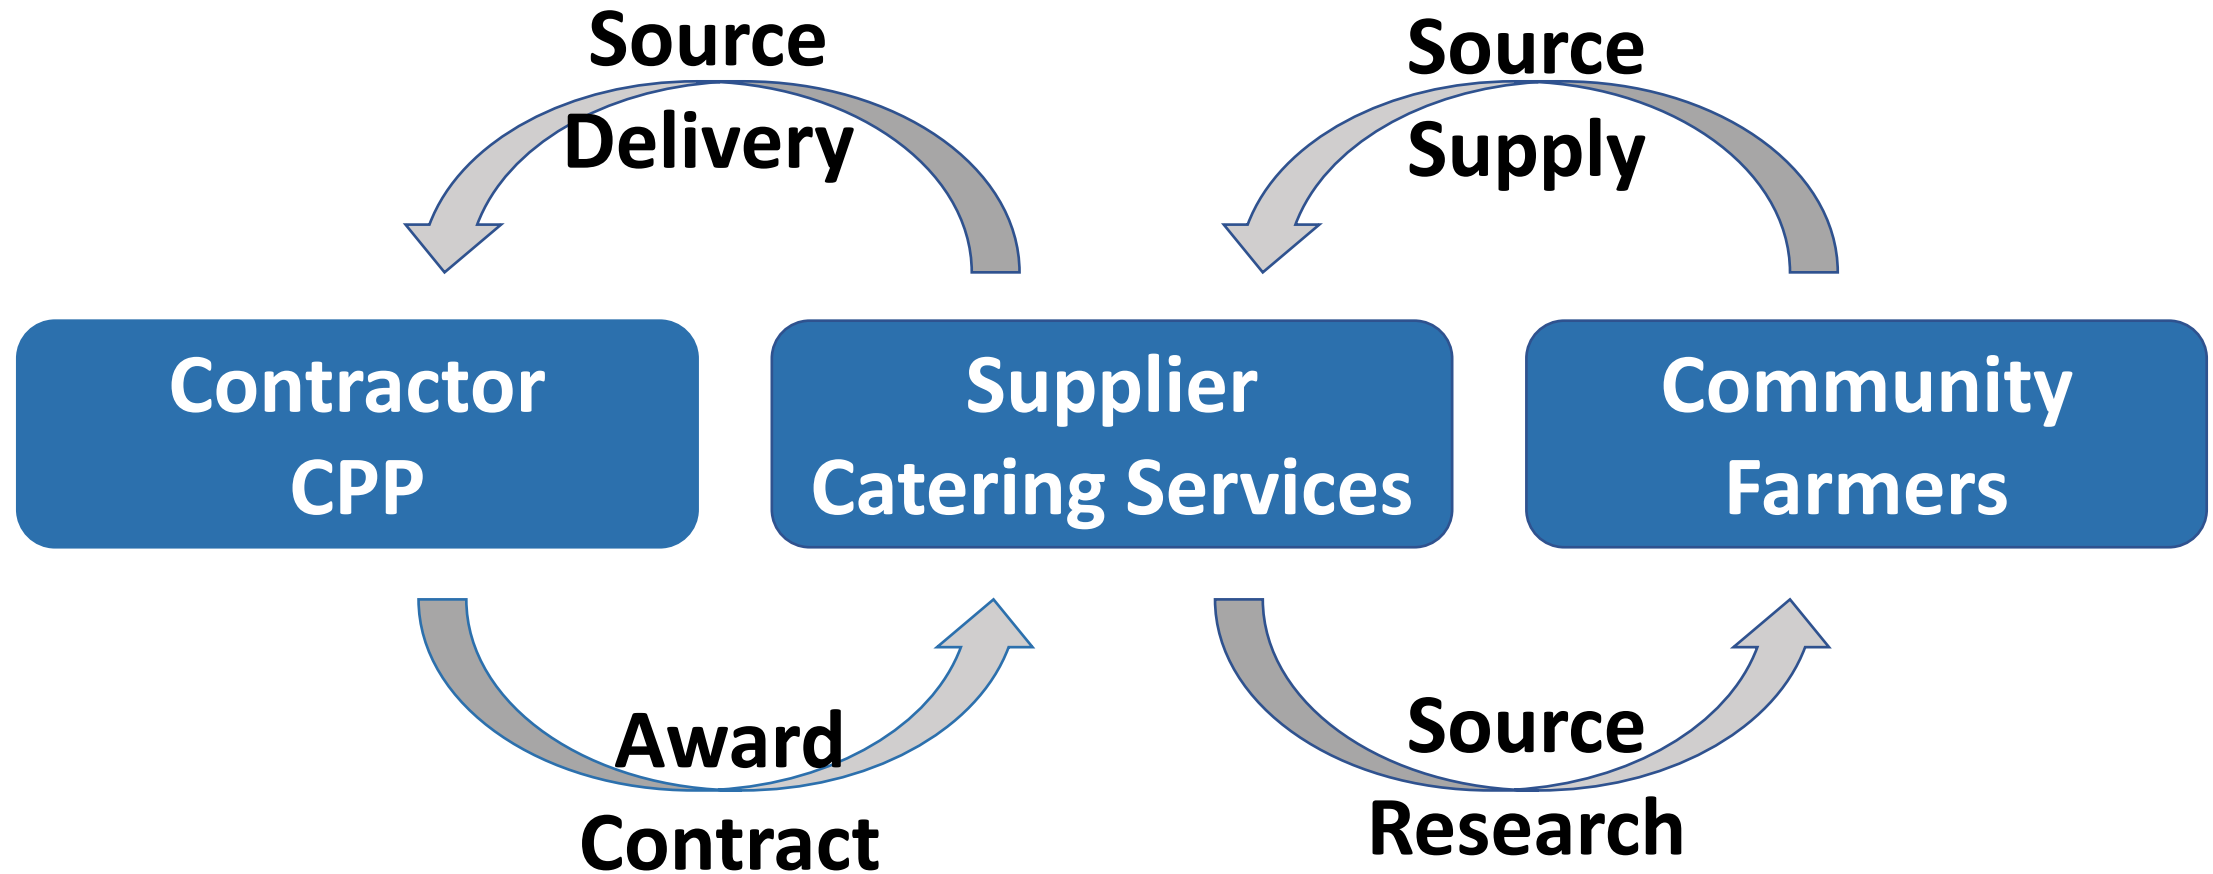 Source
Delivery
Source
Supply
Contractor
CPP
Supplier
Catering Services
Community
Farmers
Award
Contract
Source
Research